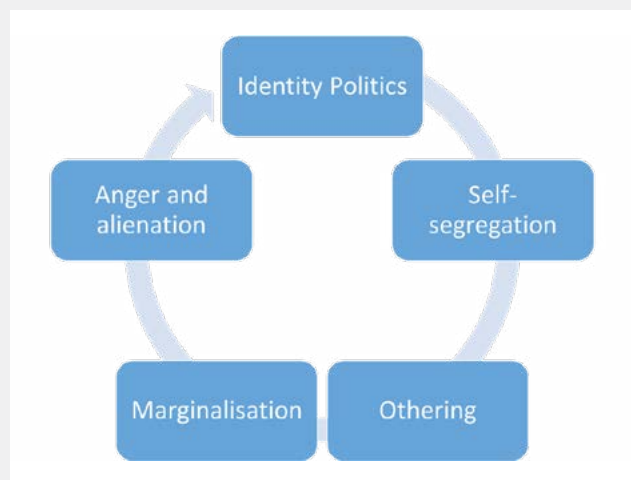 Identity Politics
Self-
segregation
Othering
Marginalisation
Anger and
alienation